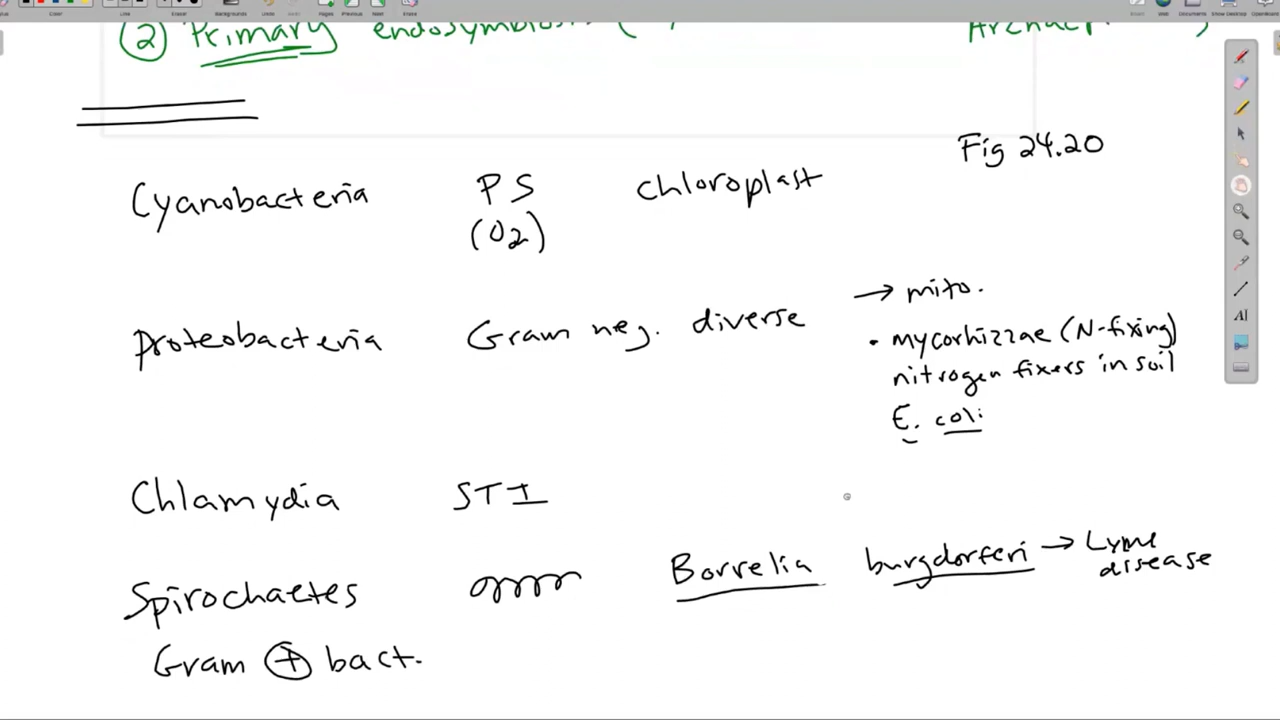 ② Primary endosymbiosis (
Fig 24.20
Cyanobacteria PS chloroplast
(O2)
→ mito.
Proteobacteria Gram neg. diverse • mycorhizzae (N-fixing)
nitrogen fixers in soil
E. coli
Chlamydia STI
Spirochaetes Borrelia burgdorferi → Lyme
disease
Gram ⊕ bact.